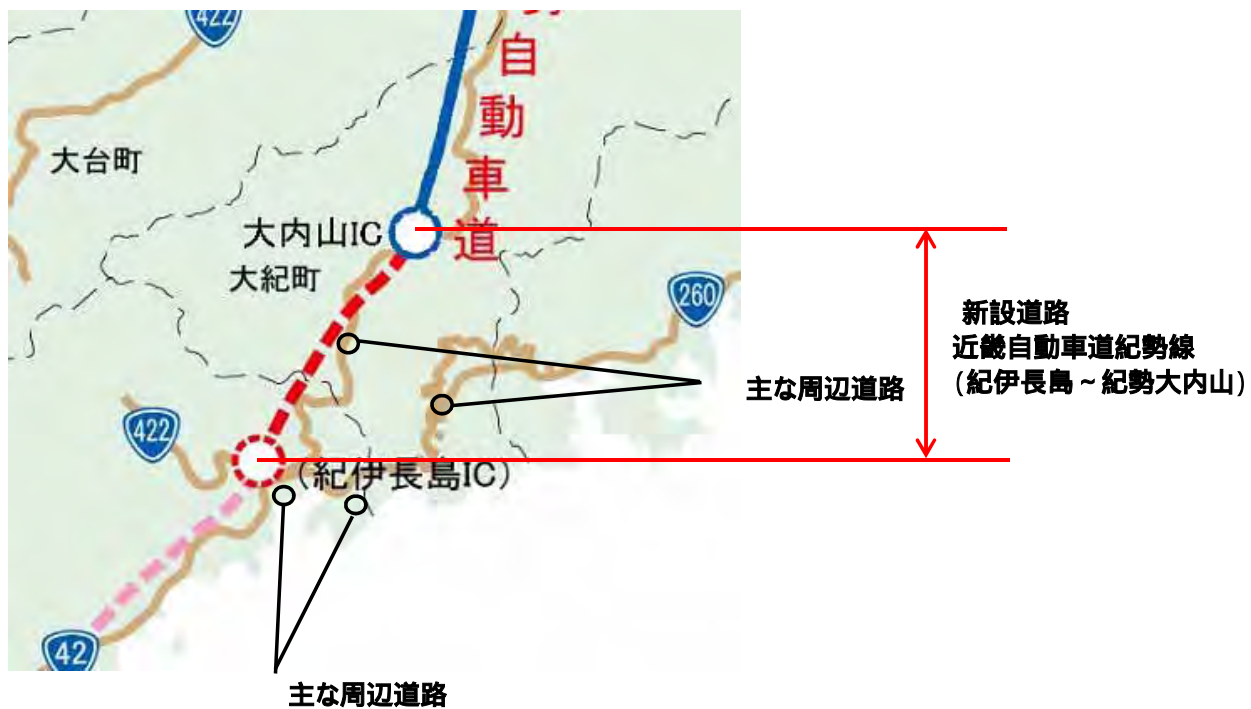 422
自
動
車
道
大台町
大内山IC
大紀町
260
新設道路
近畿自動車道紀勢線
(紀伊長島~紀勢大内山)
主な周辺道路
422
(紀伊長島IC)
42
主な周辺道路